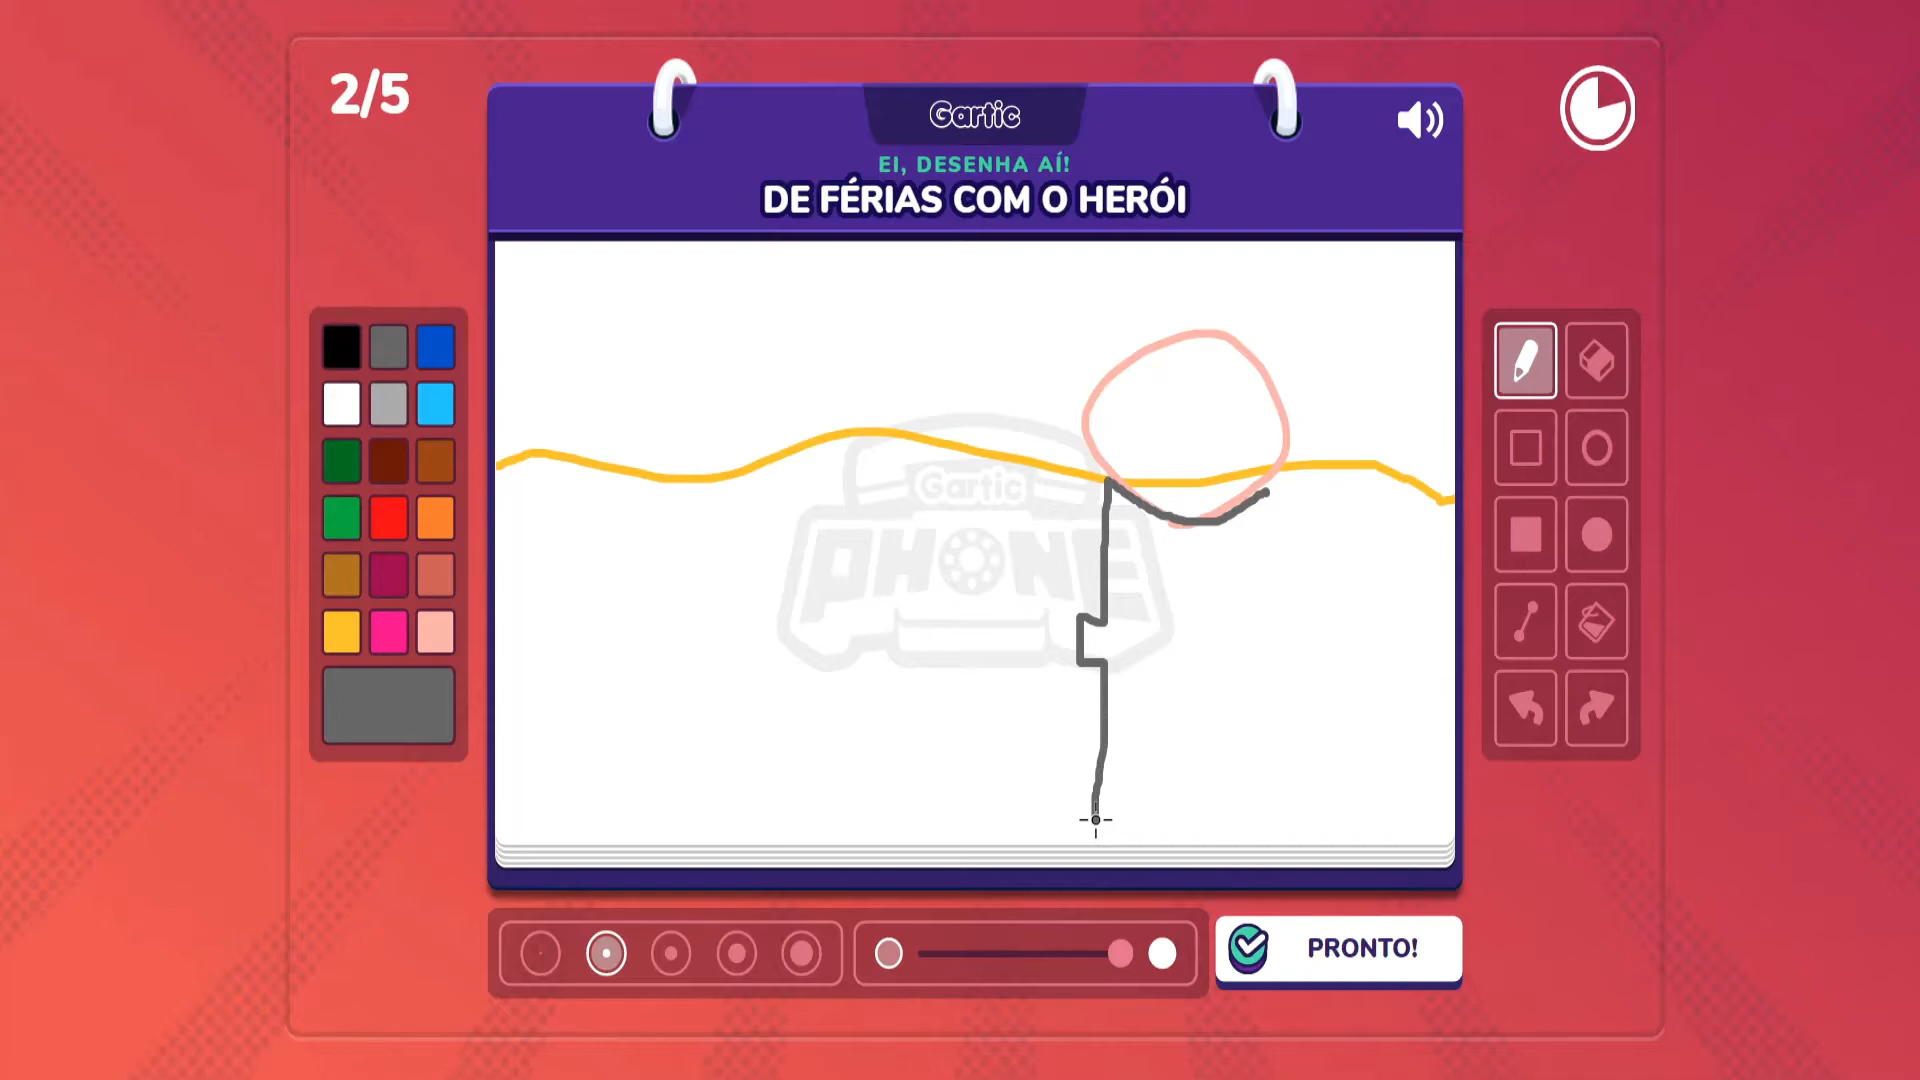 2/5
Gartic
EI, DESENHA AÍ!
DE FÉRIAS COM O HERÓI
Gartic
PHONE
PRONTO!